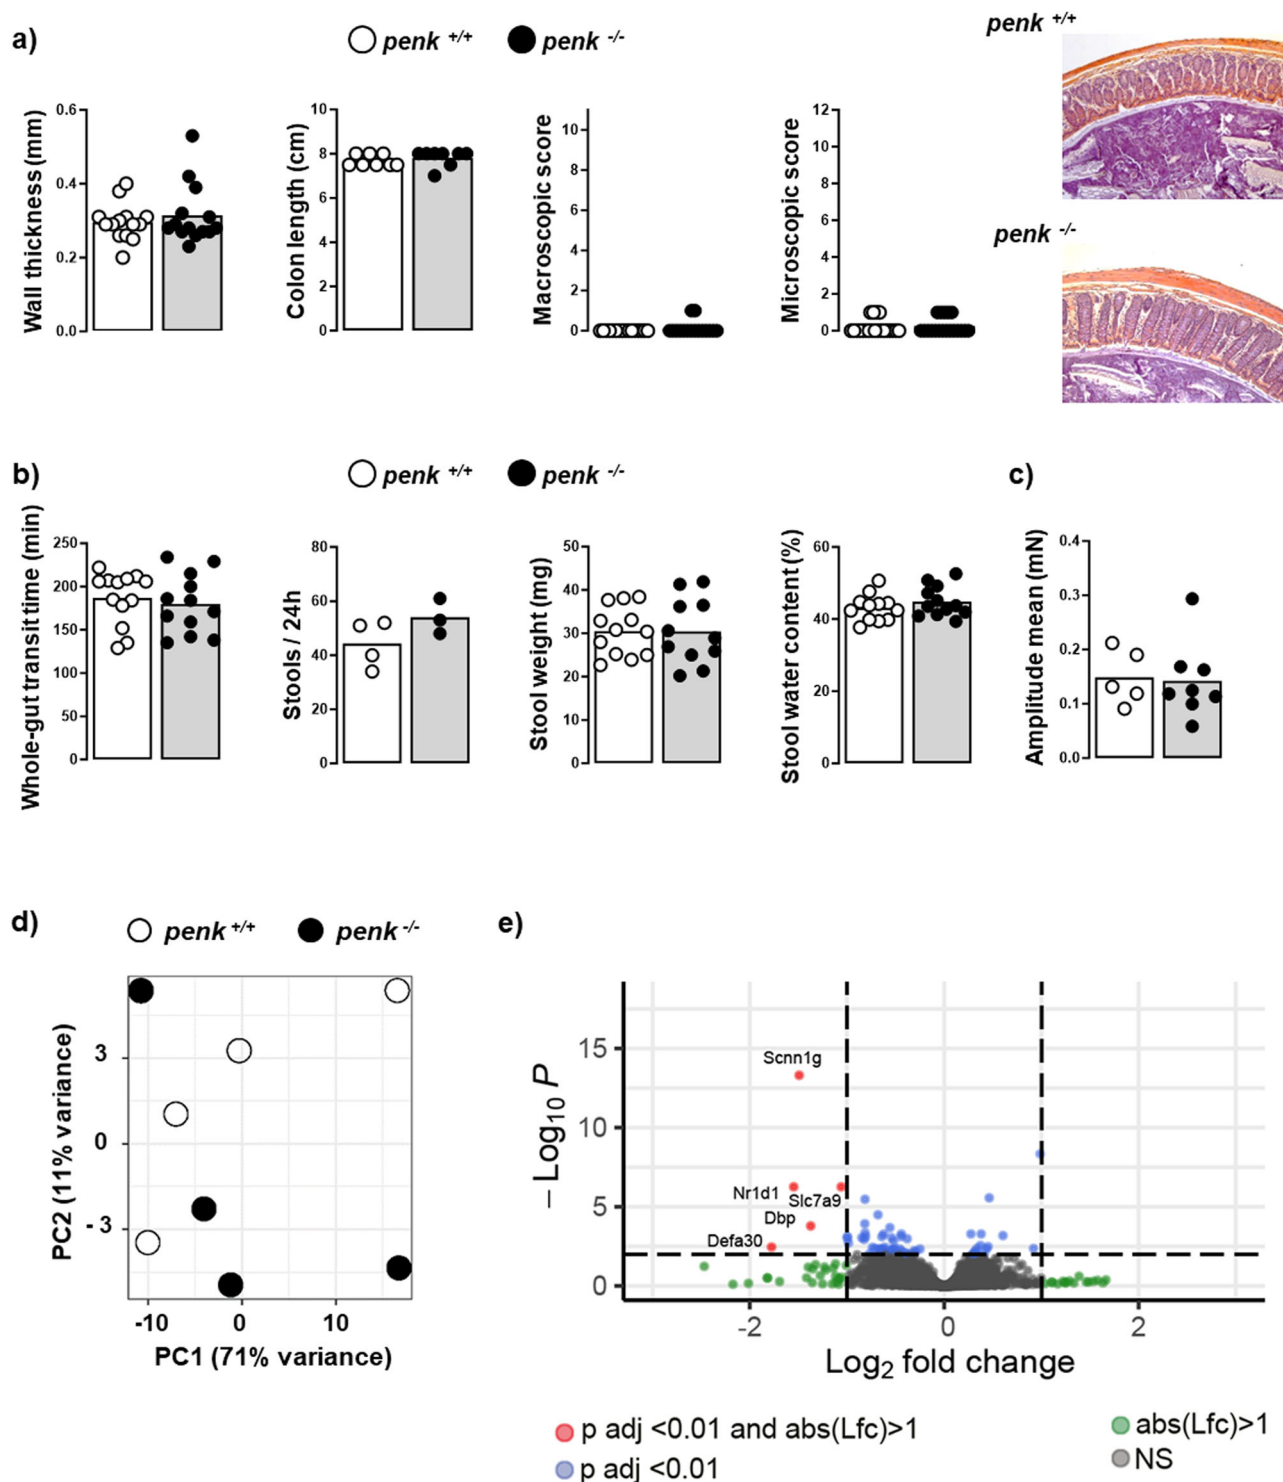 a)
penk +/+
penk -/-
penk +/+
Wall thickness (mm)
0.6
0.4
0.2
0.0
Colon length (cm)
10
8
6
4
2
0
Macroscopic score
10
8
6
4
2
0
Microscopic score
12
10
8
6
4
2
0
penk -/-
b)
penk +/+
penk -/-
c)
Whole-gut transit time (min)
250
200
150
100
50
0
Stools / 24h
80
60
40
20
0
Stool weight (mg)
50
40
30
20
10
0
Stool water content (%)
60
40
20
0
Amplitude mean (mN)
0.4
0.3
0.2
0.1
0.0
d)
penk +/+
penk -/-
PC2 (11% variance)
3
0
- 3
-10
0
10
PC1 (71% variance)
e)
– Log10 P
15
10
5
0
Scnn1g
Nr1d1
Slc7a9
Dbp
Defa30
-2
0
2
Log2 fold change
p adj <0.01 and abs(Lfc)>1
abs(Lfc)>1
p adj <0.01
NS